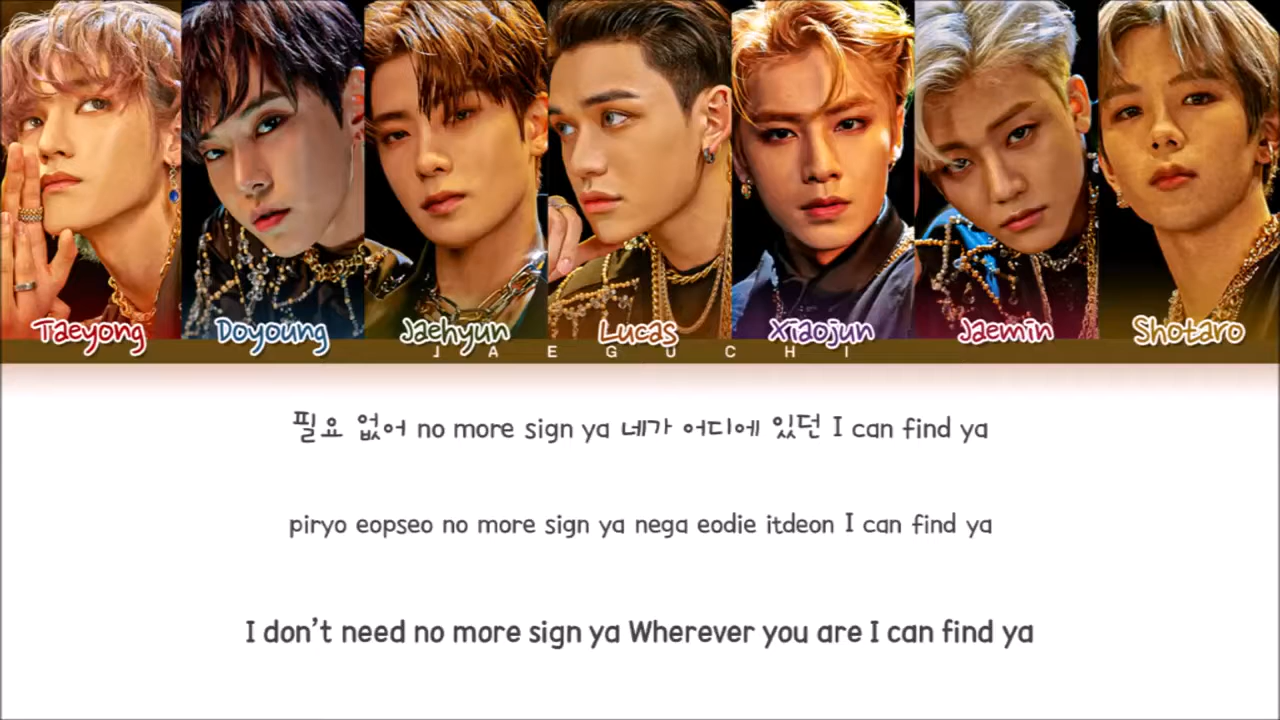 Taeyong Doyoung Jaehyun Lucas Xiaojun Jaemin Shotaro
JAEGUCHI
필요 없어 no more sign ya 네가 어디에 있던 I can find ya
piryo eopseo no more sign ya nega eodie itdeon I can find ya
I don't need no more sign ya Wherever you are I can find ya